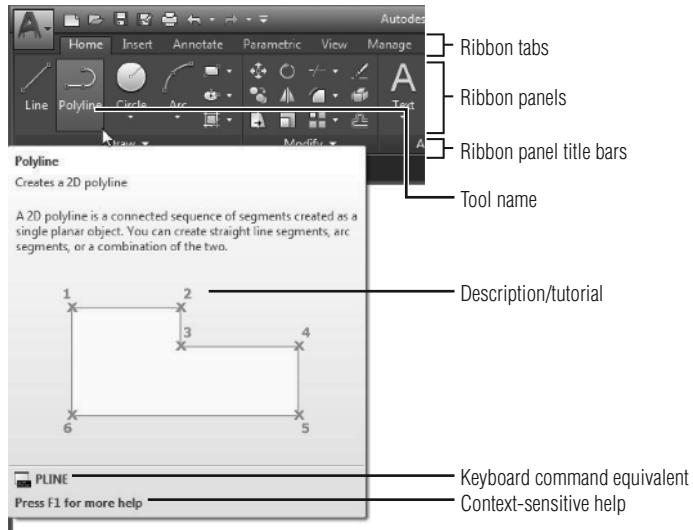 A
Autodes
Home Insert Annotate Parametric View Manage
Ribbon tabs
Line Polyline Circle Arc
A
Text
Ribbon panels
Draw Modify A
Ribbon panel title bars
Tool name
Polyline
Creates a 2D polyline
A 2D polyline is a connected sequence of segments created as a
single planar object. You can create straight line segments, arc
segments, or a combination of the two.
1 2
Description/tutorial
3 4
6 5
PLINE
Keyboard command equivalent
Press F1 for more help
Context-sensitive help